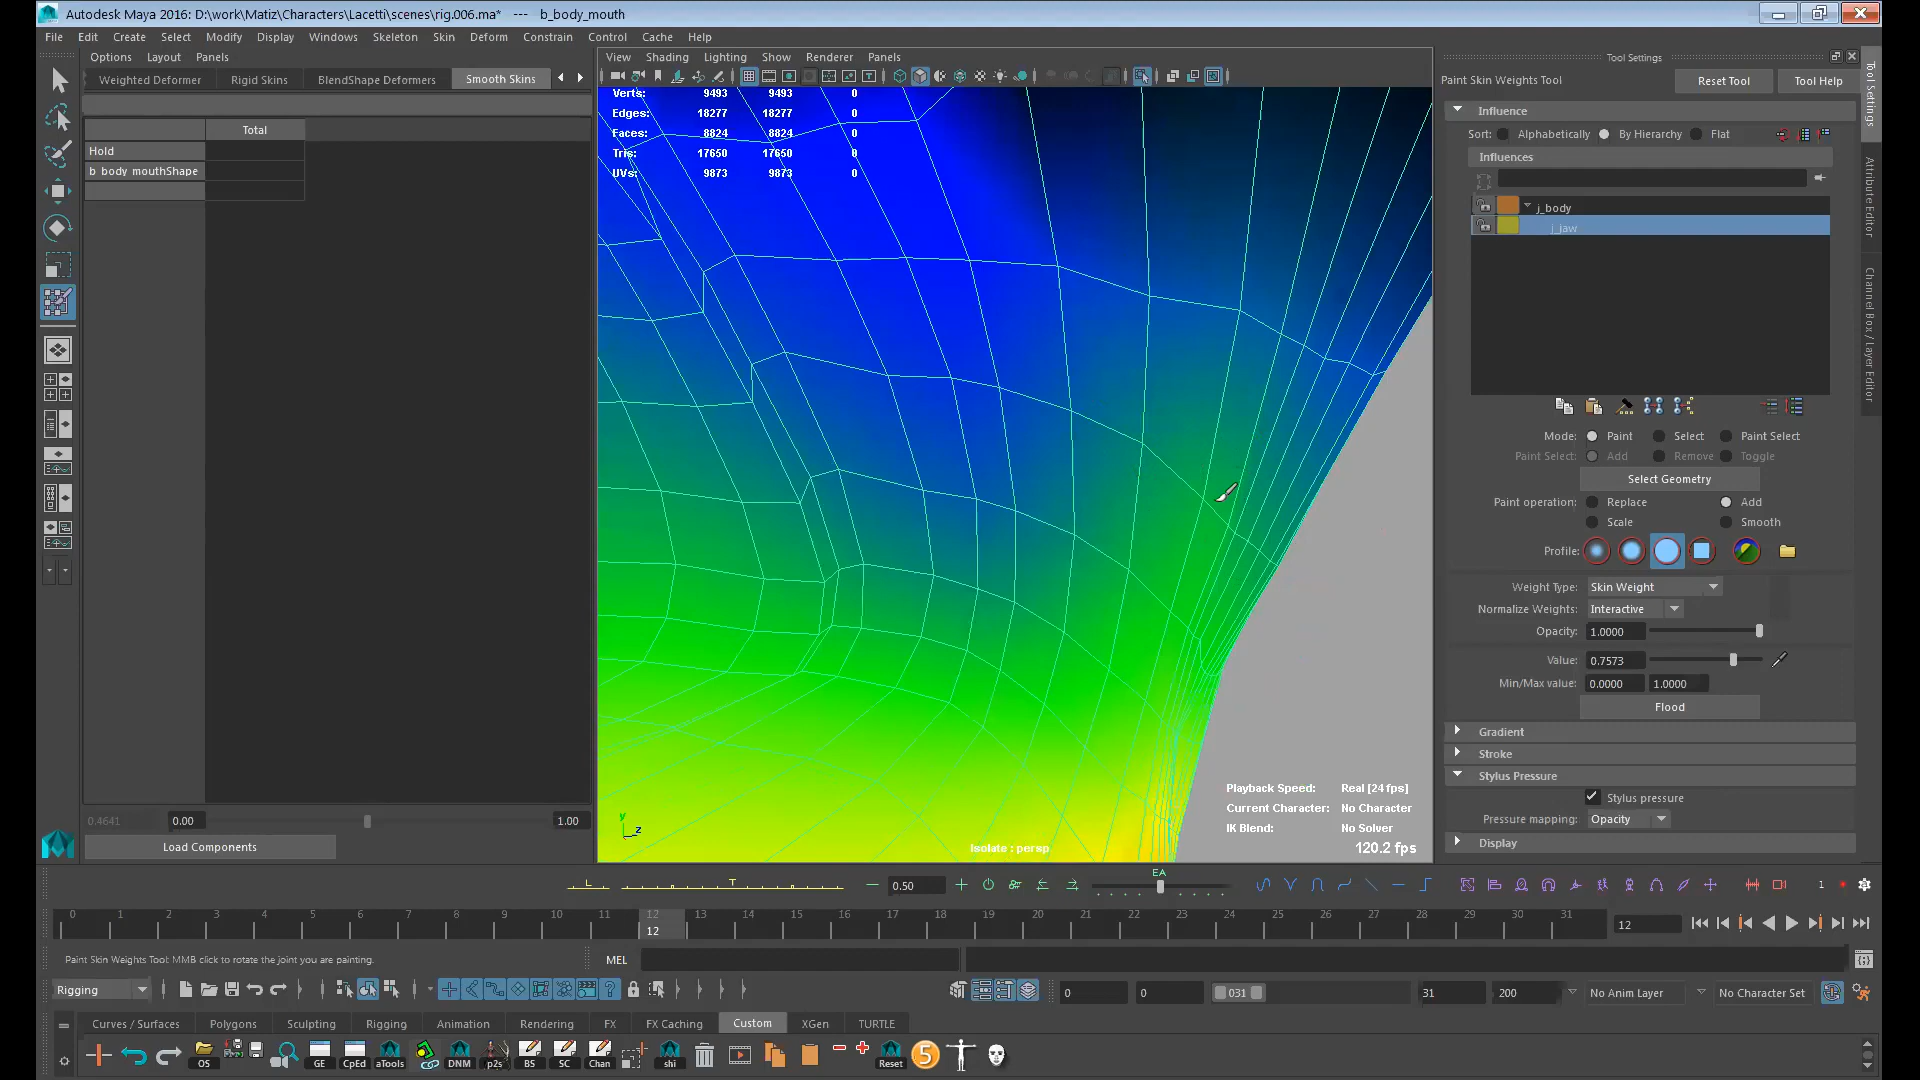 Autodesk Maya 2016: D:\work\Matiz\Characters\Lacetti\scenes\rig.006.ma* --- b_body_mouth
File Edit Create Select Modify Display Windows Skeleton Skin Deform Constrain Control Cache Help
Options Layout Panels
Weighted Deformer Rigid Skins BlendShape Deformers Smooth Skins
Total
Hold
b_body_mouthShape
0.4641 0.00 1.00
Load Components
View Shading Lighting Show Renderer Panels
Verts: 9493 9493 0
Edges: 18277 18277 0
Faces: 8824 8824 0
Tris: 17650 17650 0
UVs: 9873 9873 0
Playback Speed: Real [24 fps]
Current Character: No Character
IK Blend: No Solver
120.2 fps
y
z
Isolate : persp
Tool Settings
Paint Skin Weights Tool Reset Tool Tool Help
Influence
Sort: Alphabetically By Hierarchy Flat
Influences
j_body
j_jaw
Mode: Paint Select Paint Select
Paint Select: Add Remove Toggle
Select Geometry
Paint operation: Replace Add
Scale Smooth
Profile:
Weight Type: Skin Weight
Normalize Weights: Interactive
Opacity: 1.0000
Value: 0.7573
Min/Max value: 0.0000 1.0000
Flood
Gradient
Stroke
Stylus Pressure
Stylus pressure
Pressure mapping: Opacity
Display
Tool Settings
Attribute Editor
Channel Box / Layer Editor
L T 0.50 EA 1
0 1 2 3 4 5 6 7 8 9 10 11 12 13 14 15 16 17 18 19 20 21 22 23 24 25 26 27 28 29 30 31
12 12
Paint Skin Weights Tool: MMB click to rotate the joint you are painting. MEL
Rigging 0 0 031 31 200 No Anim Layer No Character Set
Curves / Surfaces Polygons Sculpting Rigging Animation Rendering FX FX Caching Custom XGen TURTLE
OS GE CpEd aTools DNM p2s BS SC Chan shi Reset 5